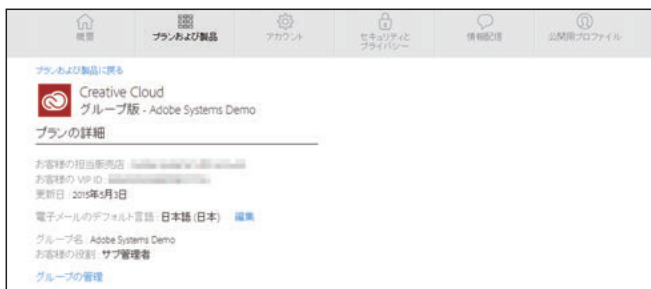 概要
プランおよび製品
アカウント
セキュリティと
プライバシー
情報配信
公開用プロファイル
プランおよび製品に戻る
Creative Cloud
グループ版 - Adobe Systems Demo
プランの詳細
お客様の担当販売店 :
お客様の VIP ID :
更新日 : 2015年5月3日
電子メールのデフォルト言語 : 日本語 (日本) 編集
グループ名 : Adobe Systems Demo
お客様の役割 : サブ管理者
グループの管理